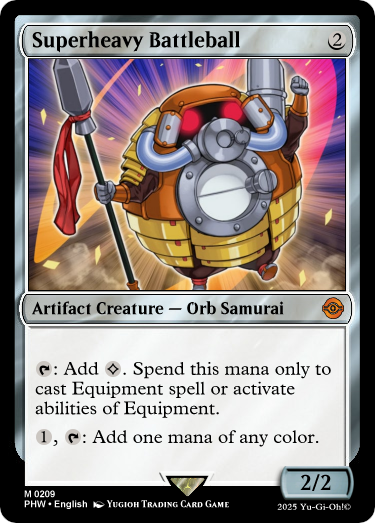 Superheavy Battleball 2
Artifact Creature — Orb Samurai
: Add . Spend this mana only to
cast Equipment spell or activate
abilities of Equipment.
1, : Add one mana of any color.
2/2
M 0209
PHW • English Yugioh Trading Card Game
2025 Yu-Gi-Oh!©